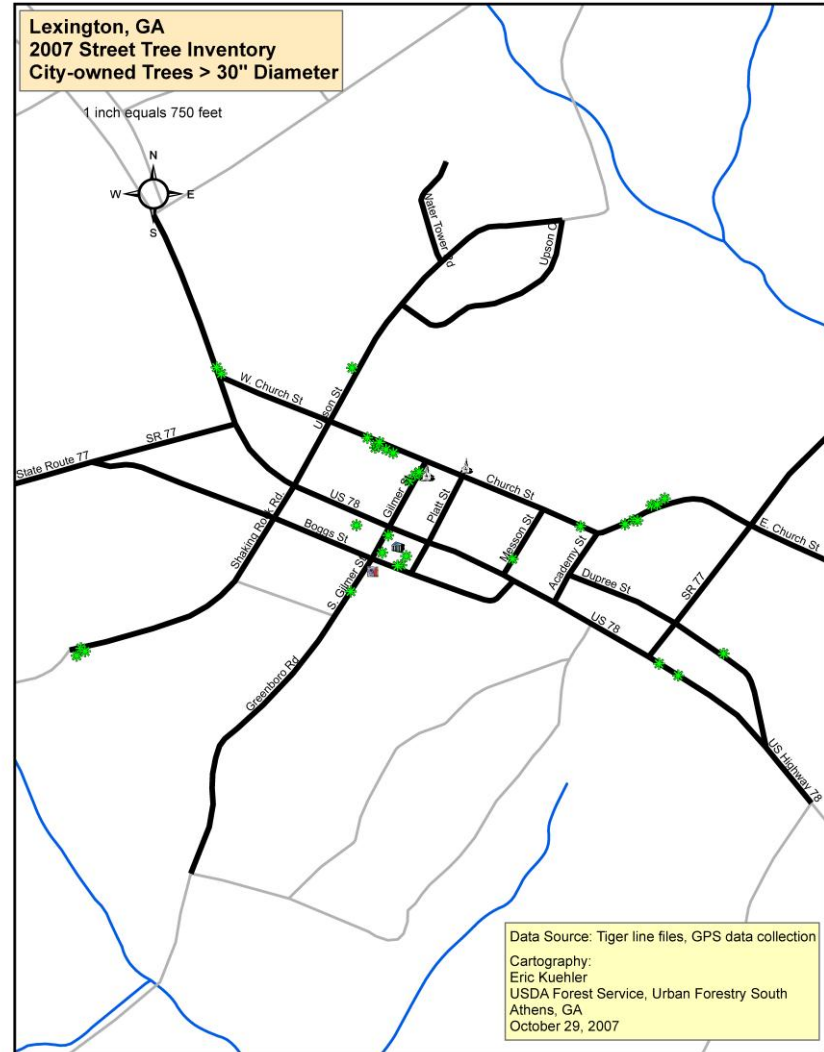 Lexington, GA
2007 Street Tree Inventory
City-owned Trees > 30" Diameter
1 inch equals 750 feet
N
W
E
S
Water Tower Rd
Upson C
W. Church St
Upson St
SR 77
State Route 77
US 78
Gilmer St
Platt St
Church St
Shaking Rock Rd.
Boggs St
Messon St
Academy St
E. Church St
Dupree St
SR 77
S. Gilmer St
US 78
Greenboro Rd
US Highway 78
Data Source: Tiger line files, GPS data collection
Cartography:
Eric Kuehler
USDA Forest Service, Urban Forestry South
Athens, GA
October 29, 2007